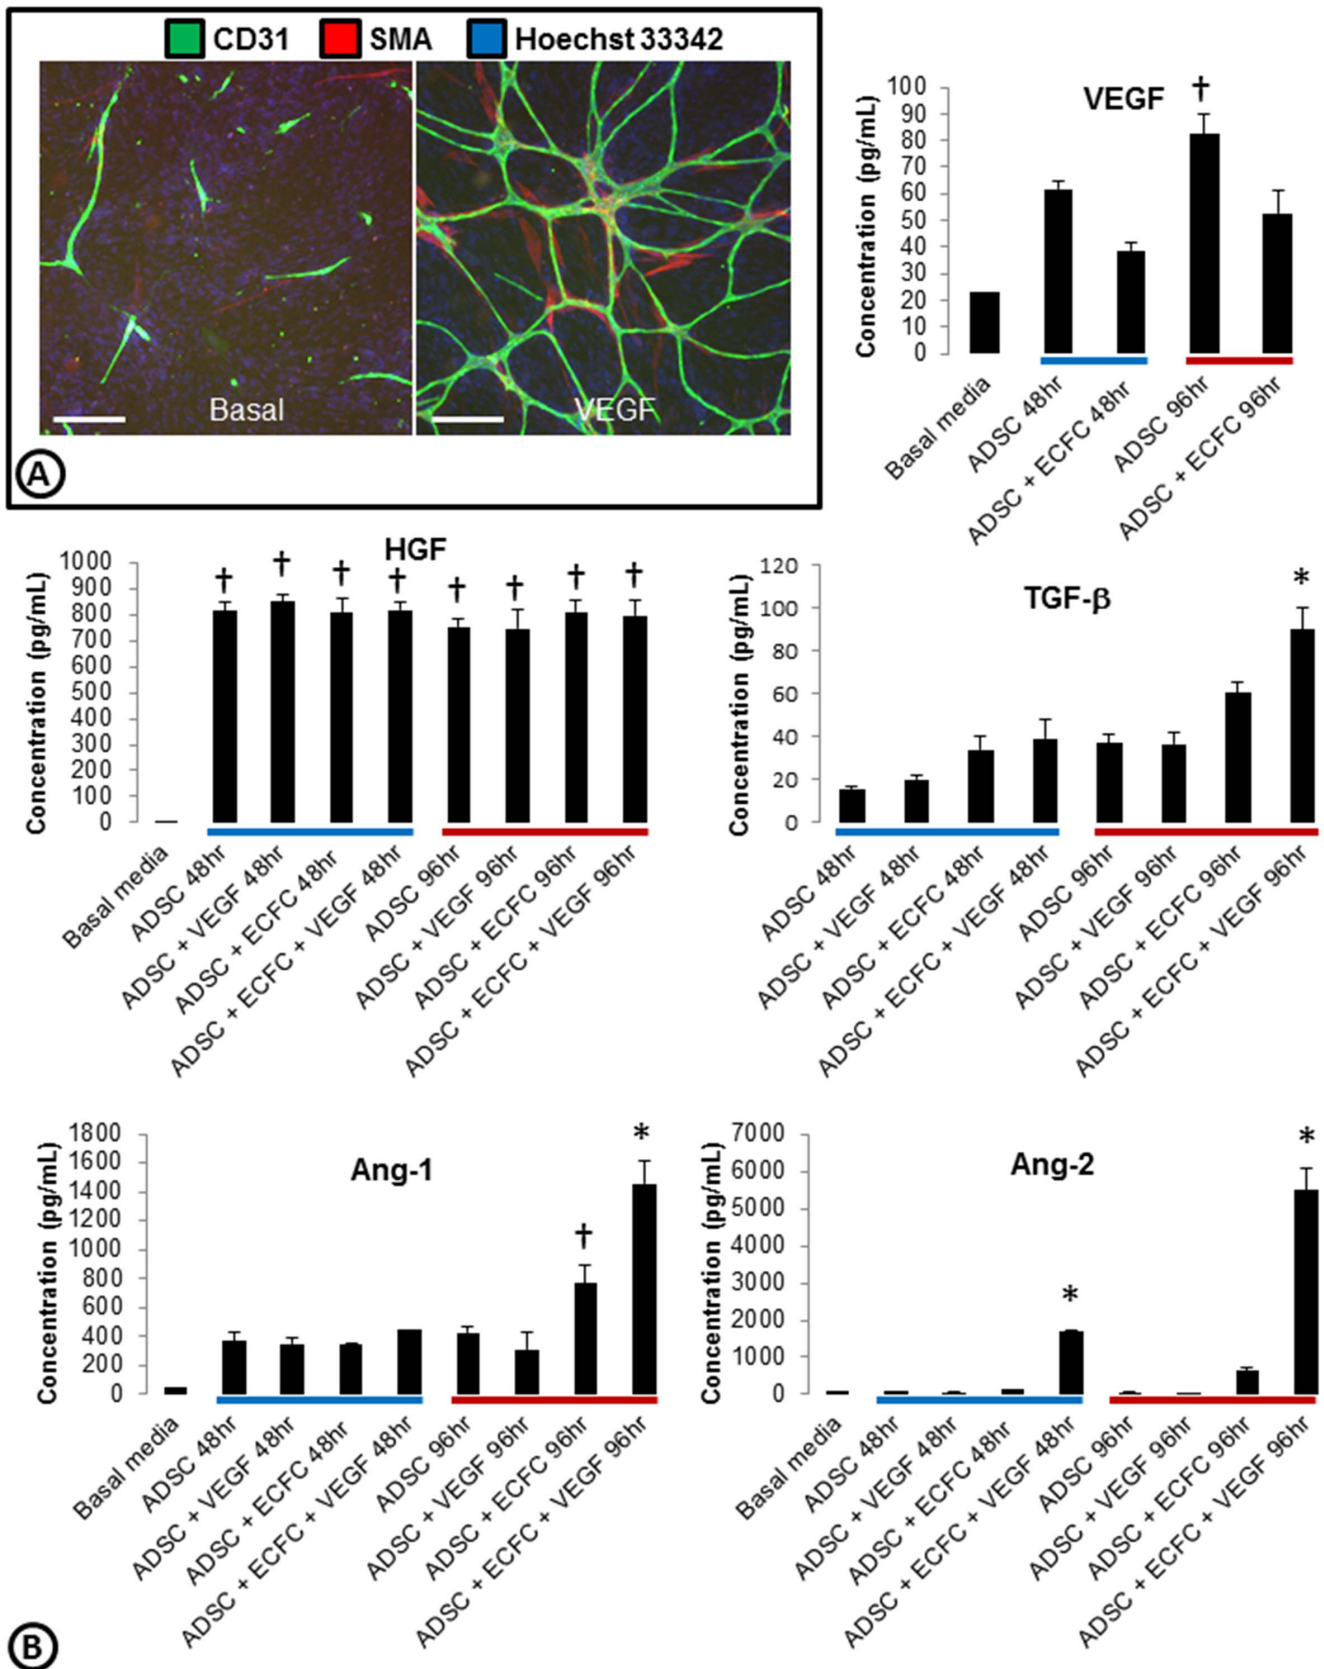 CD31 SMA Hoechst 33342
Basal
VEGF
A
VEGF
Concentration (pg/mL)
100
90
80
70
60
50
40
30
20
10
0
†
Basal media
ADSC 48hr
ADSC + ECFC 48hr
ADSC 96hr
ADSC + ECFC 96hr
HGF
Concentration (pg/mL)
1000
900
800
700
600
500
400
300
200
100
0
† † † † † † † †
Basal media
ADSC 48hr
ADSC + VEGF 48hr
ADSC + ECFC 48hr
ADSC + ECFC + VEGF 48hr
ADSC 96hr
ADSC + VEGF 96hr
ADSC + ECFC 96hr
ADSC + ECFC + VEGF 96hr
TGF-β
Concentration (pg/mL)
120
100
80
60
40
20
0
*
ADSC 48hr
ADSC + VEGF 48hr
ADSC + ECFC 48hr
ADSC + ECFC + VEGF 48hr
ADSC 96hr
ADSC + VEGF 96hr
ADSC + ECFC 96hr
ADSC + ECFC + VEGF 96hr
Ang-1
Concentration (pg/mL)
1800
1600
1400
1200
1000
800
600
400
200
0
† *
Basal media
ADSC 48hr
ADSC + VEGF 48hr
ADSC + ECFC 48hr
ADSC + ECFC + VEGF 48hr
ADSC 96hr
ADSC + VEGF 96hr
ADSC + ECFC 96hr
ADSC + ECFC + VEGF 96hr
Ang-2
Concentration (pg/mL)
7000
6000
5000
4000
3000
2000
1000
0
* *
Basal media
ADSC 48hr
ADSC + VEGF 48hr
ADSC + ECFC 48hr
ADSC + ECFC + VEGF 48hr
ADSC 96hr
ADSC + VEGF 96hr
ADSC + ECFC 96hr
ADSC + ECFC + VEGF 96hr
B